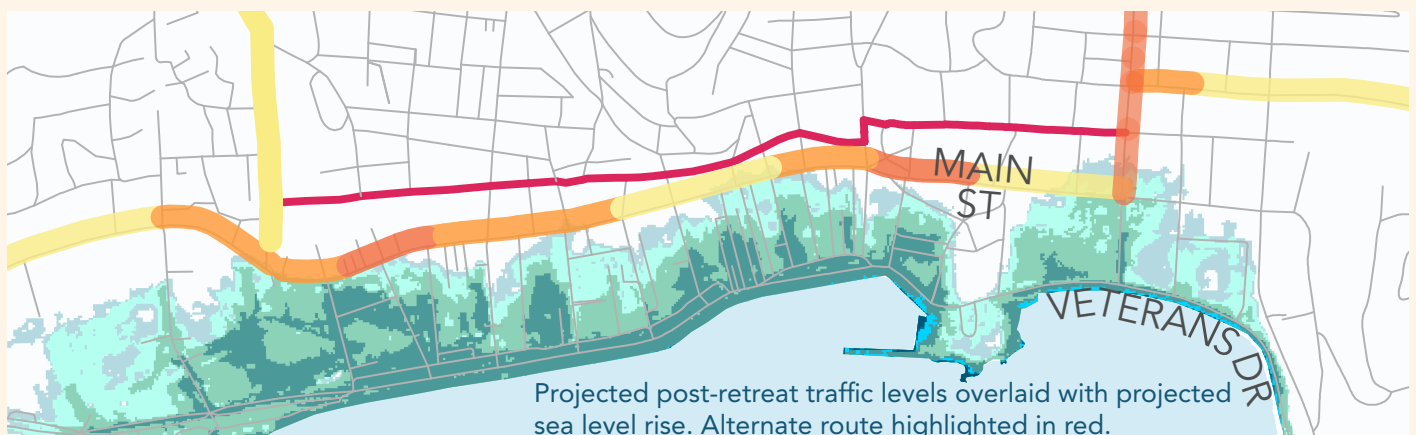 MAIN
ST
VETERANS DR
Projected post-retreat traffic levels overlaid with projected
sea level rise. Alternate route highlighted in red.